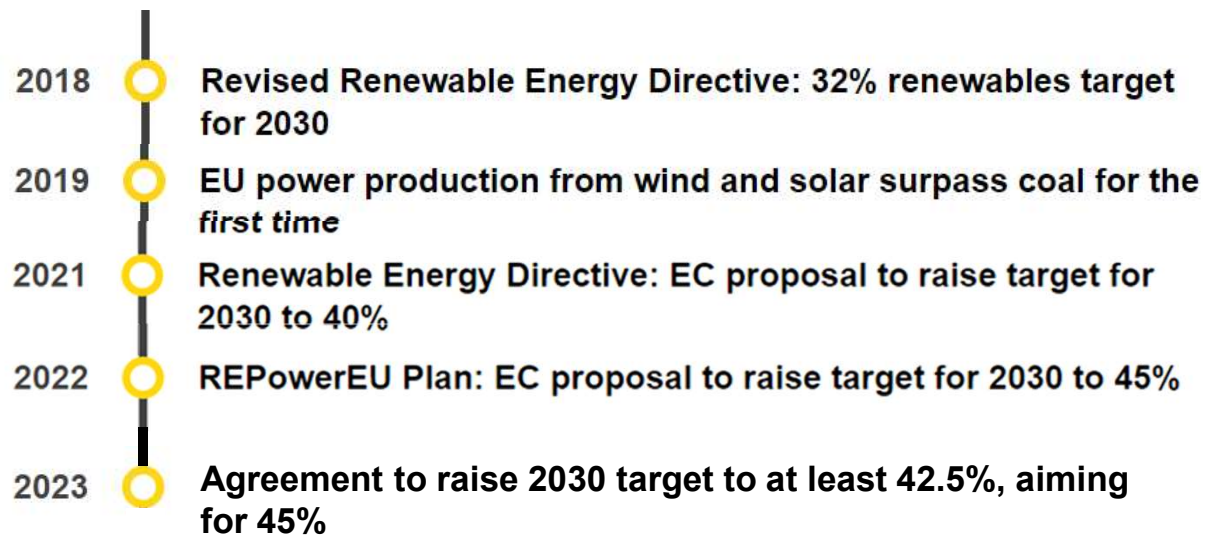 2018
Revised Renewable Energy Directive: 32% renewables target
for 2030
2019
EU power production from wind and solar surpass coal for the
first time
2021
Renewable Energy Directive: EC proposal to raise target for
2030 to 40%
2022
REPowerEU Plan: EC proposal to raise target for 2030 to 45%
2023
Agreement to raise 2030 target to at least 42.5%, aiming
for 45%